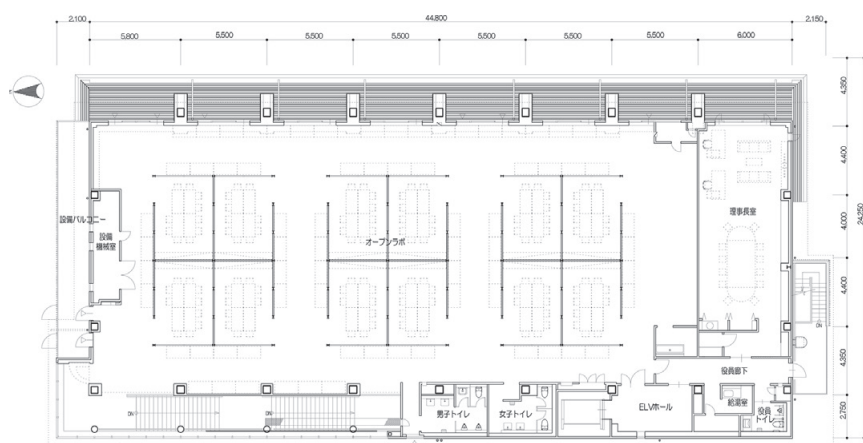 2,100
44,800
2,150
5,800
5,500
5,500
5,500
5,500
5,500
5,500
6,000
4,350
4,400
4,000
24,250
4,400
4,350
2,750
設備バルコニー
設備
機械室
オープンラボ
理事長室
DN
役員廊下
DN
DN
男子トイレ
女子トイレ
ELVホール
給湯室
役員
トイレ